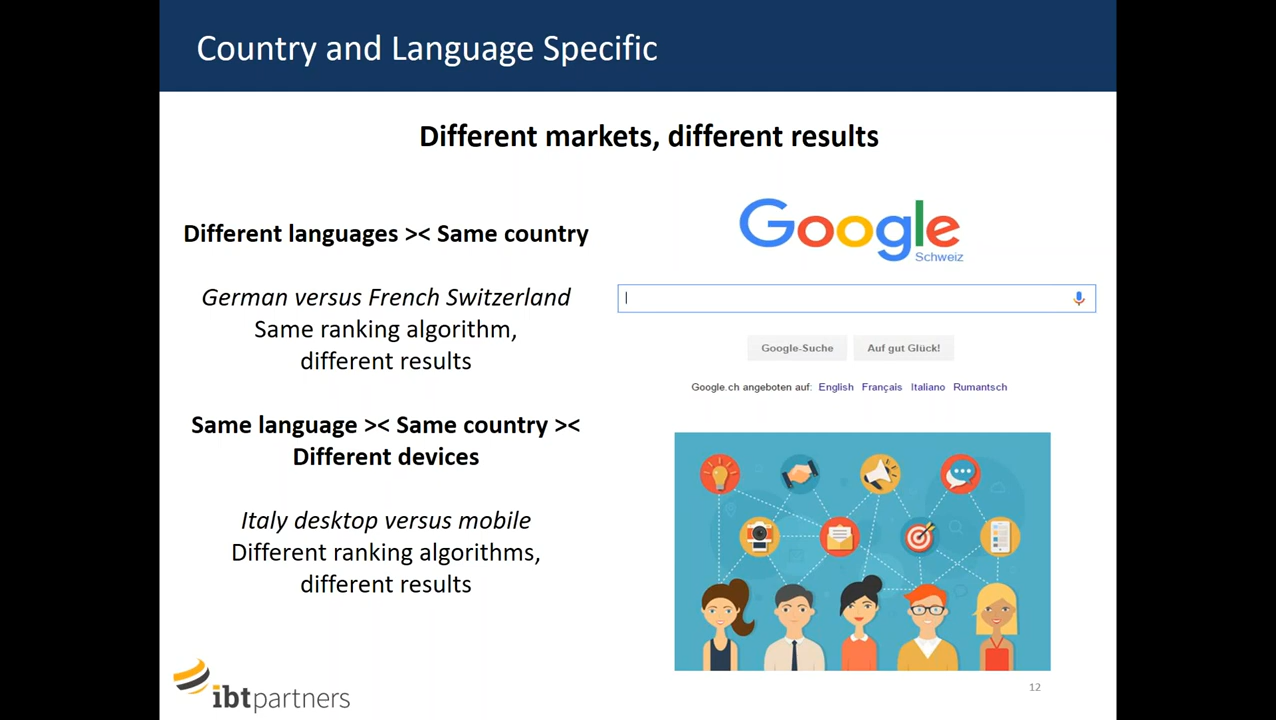 Country and Language Specific
Different markets, different results
Different languages >< Same country
German versus French Switzerland
Same ranking algorithm,
different results
Same language >< Same country ><
Different devices
Italy desktop versus mobile
Different ranking algorithms,
different results
Google
Schweiz
Google-Suche Auf gut Glück!
Google.ch angeboten auf: English Français Italiano Rumantsch
ibtpartners
12